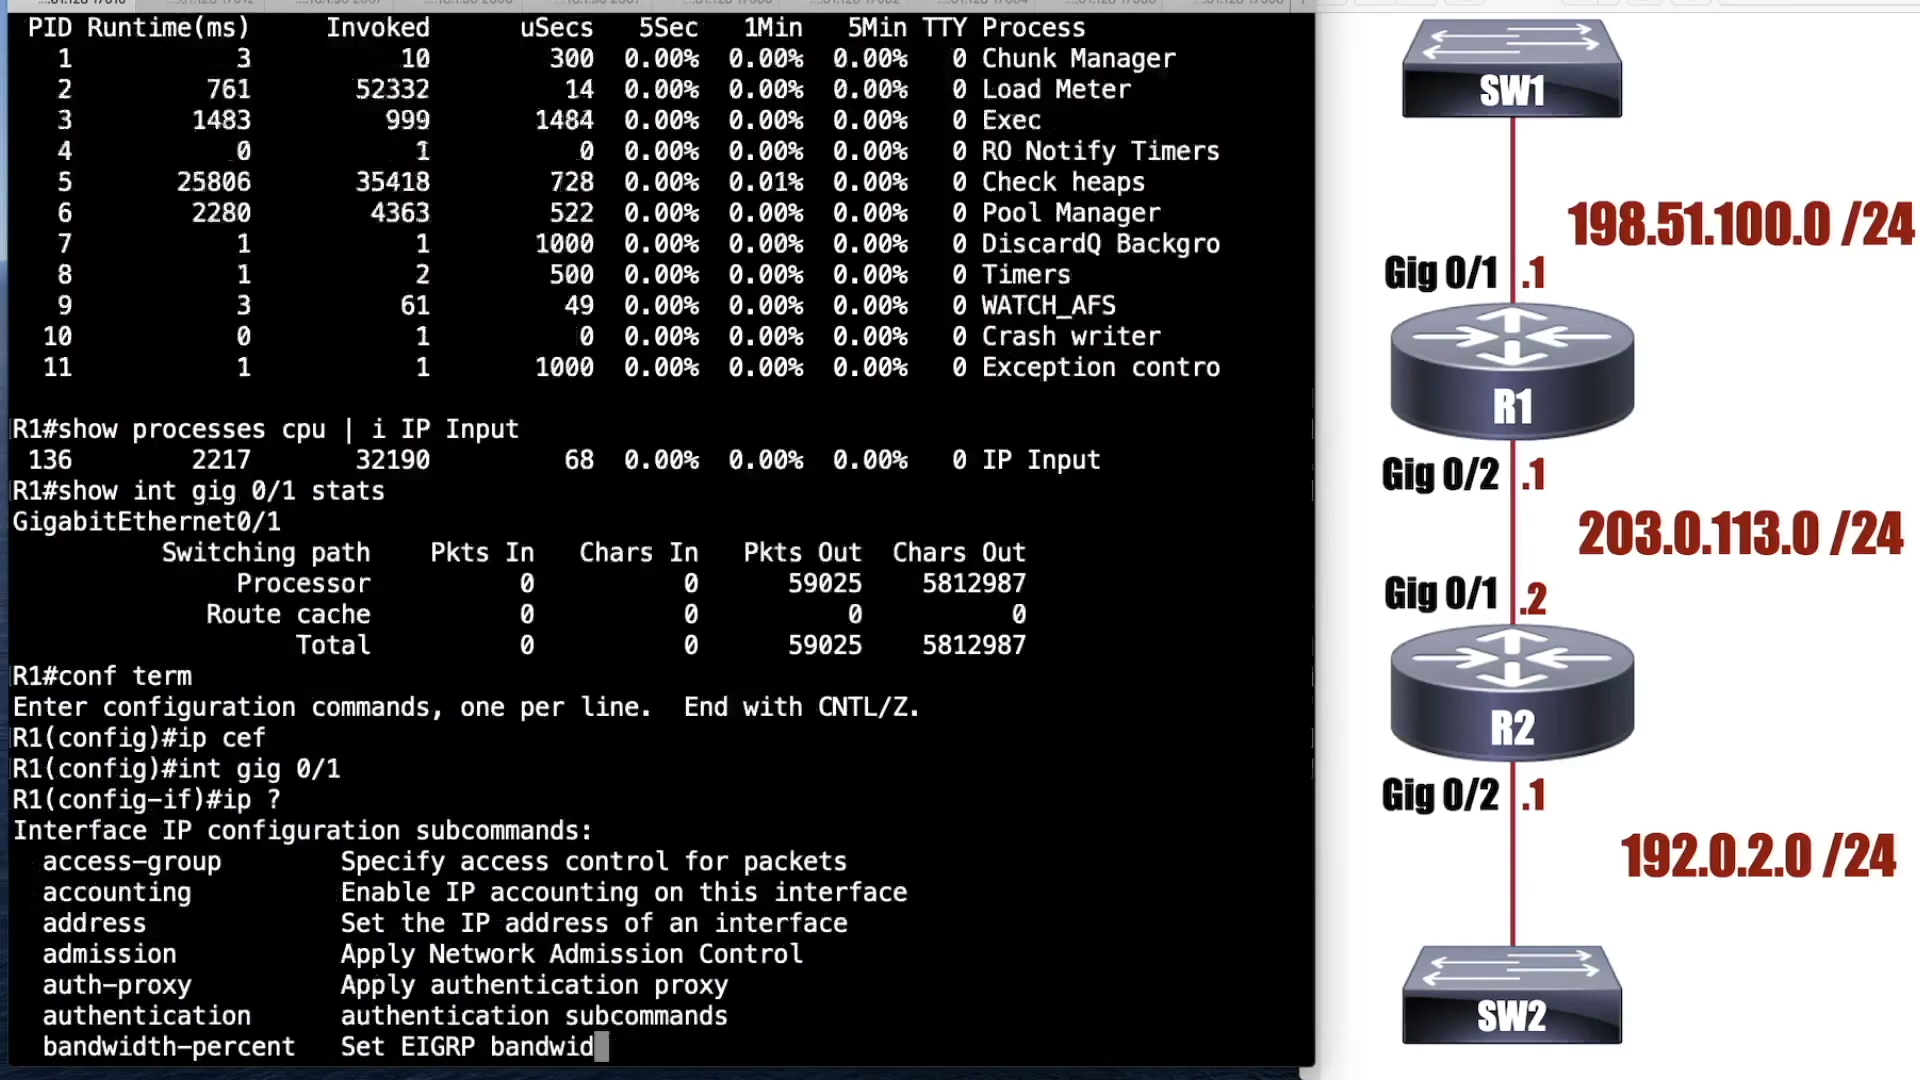 PID Runtime(ms) Invoked uSecs 5Sec 1Min 5Min TTY Process
1 3 10 300 0.00% 0.00% 0.00% 0 Chunk Manager
2 761 52332 14 0.00% 0.00% 0.00% 0 Load Meter
3 1483 999 1484 0.00% 0.00% 0.00% 0 Exec
4 0 1 0 0.00% 0.00% 0.00% 0 RO Notify Timers
5 25806 35418 728 0.00% 0.01% 0.00% 0 Check heaps
6 2280 4363 522 0.00% 0.00% 0.00% 0 Pool Manager
7 1 1 1000 0.00% 0.00% 0.00% 0 DiscardQ Backgro
8 1 2 500 0.00% 0.00% 0.00% 0 Timers
9 3 61 49 0.00% 0.00% 0.00% 0 WATCH_AFS
10 0 1 0 0.00% 0.00% 0.00% 0 Crash writer
11 1 1 1000 0.00% 0.00% 0.00% 0 Exception contro
R1#show processes cpu | i IP Input
136 2217 32190 68 0.00% 0.00% 0.00% 0 IP Input
R1#show int gig 0/1 stats
GigabitEthernet0/1
Switching path Pkts In Chars In Pkts Out Chars Out
Processor 0 0 59025 5812987
Route cache 0 0 0 0
Total 0 0 59025 5812987
R1#conf term
Enter configuration commands, one per line. End with CNTL/Z.
R1(config)#ip cef
R1(config)#int gig 0/1
R1(config-if)#ip ?
Interface IP configuration subcommands:
access-group Specify access control for packets
accounting Enable IP accounting on this interface
address Set the IP address of an interface
admission Apply Network Admission Control
auth-proxy Apply authentication proxy
authentication authentication subcommands
bandwidth-percent Set EIGRP bandwid
SW1
198.51.100.0 /24
Gig 0/1 .1
R1
Gig 0/2 .1
203.0.113.0 /24
Gig 0/1 .2
R2
Gig 0/2 .1
192.0.2.0 /24
SW2